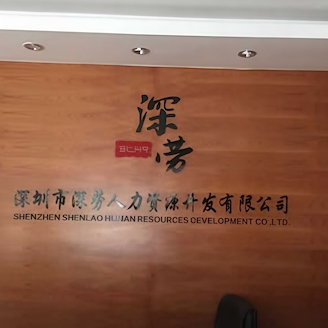 深
劳
深圳市深劳人力资源开发有限公司
SHENZHEN SHENLAO HUMAN RESOURCES DEVELOPMENT CO.,LTD.